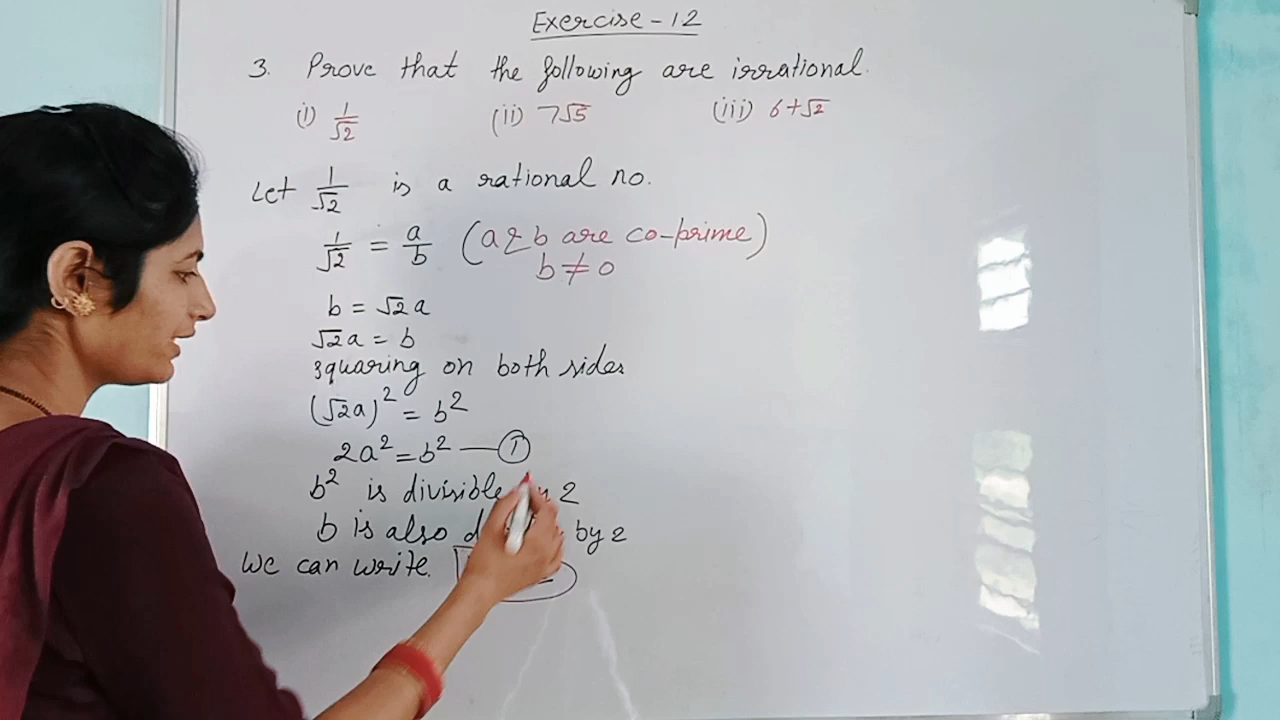 Exercise - 12
3. Prove that the following are irrational.
(i) 1/√2 (ii) 7√5 (iii) 6+√2
Let 1/√2 is a rational no.
1/√2 = a/b (a & b are co-prime)
b ≠ 0
b = √2a
√2a = b
squaring on both sides
(√2a)² = b²
2a² = b² — ①
b² is divisible 2
b is also by 2
We can write.